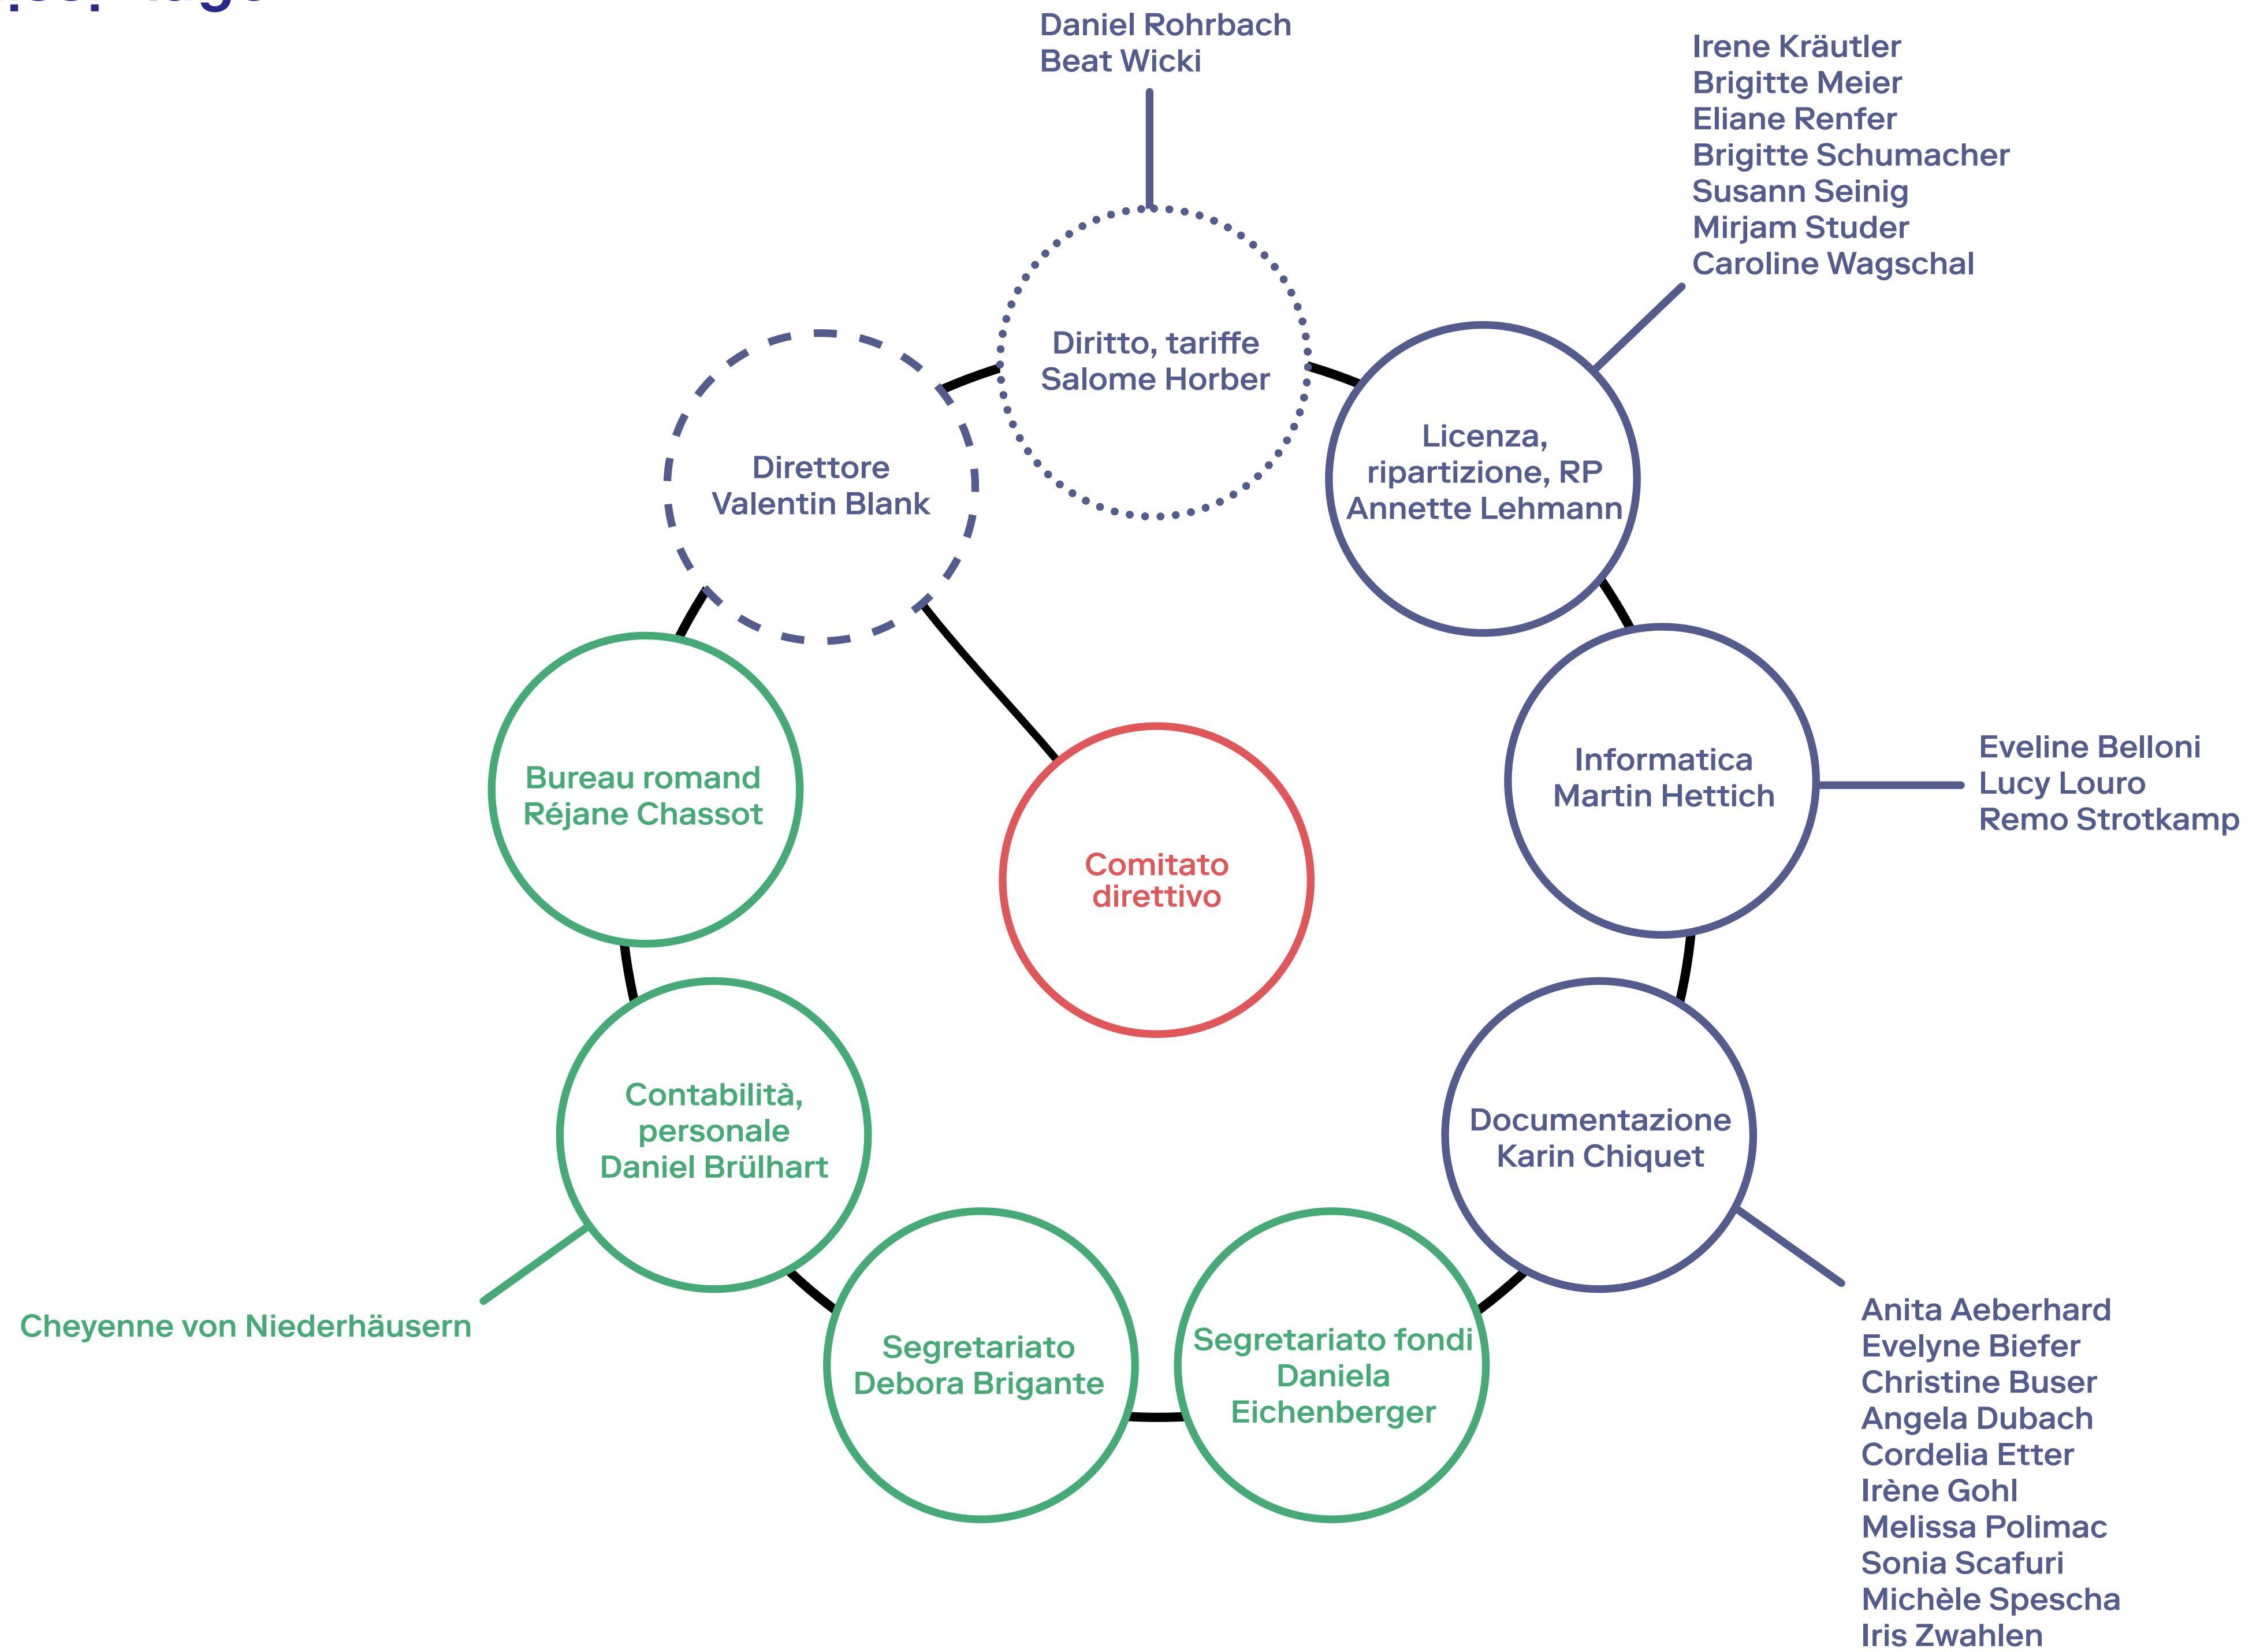 Daniel Rohrbach
Beat Wicki
Irene Kräutler
Brigitte Meier
Eliane Renfer
Brigitte Schumacher
Susann Seinig
Mirjam Studer
Caroline Wagschal
Diritto, tariffe
Salome Horber
Licenza,
ripartizione, RP
Annette Lehmann
Direttore
Valentin Blank
Informatica
Martin Hettich
Eveline Belloni
Lucy Louro
Remo Strotkamp
Bureau romand
Réjane Chassot
Comitato
direttivo
Contabilità,
personale
Daniel Brülhart
Documentazione
Karin Chiquet
Cheyenne von Niederhäusern
Segretariato
Debora Brigante
Segretariato fondi
Daniela
Eichenberger
Anita Aeberhard
Evelyne Biefer
Christine Buser
Angela Dubach
Cordelia Etter
Irène Gohl
Melissa Polimac
Sonia Scafuri
Michèle Spescha
Iris Zwahlen